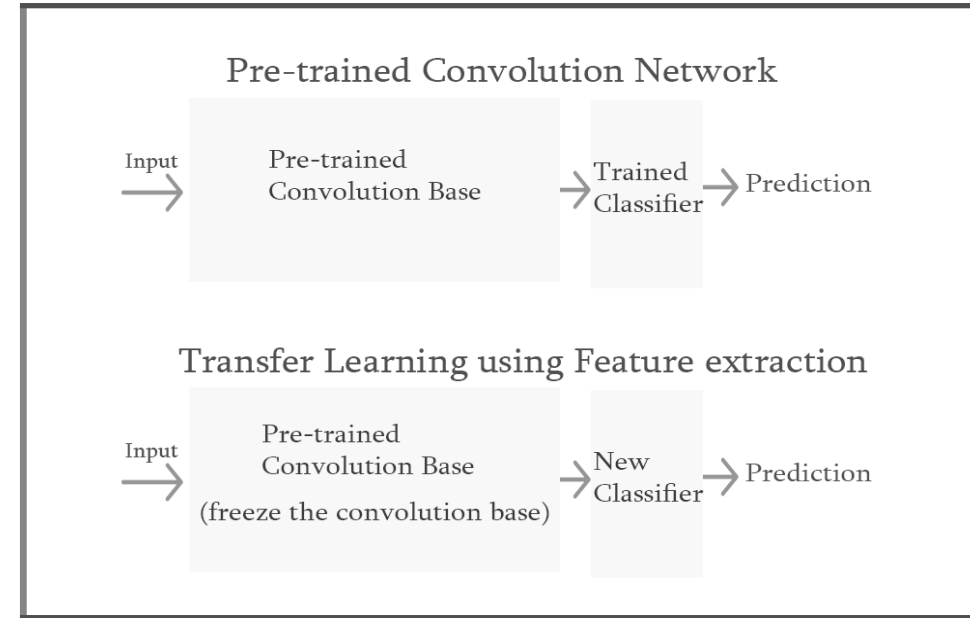 Pre-trained Convolution Network
Input
Pre-trained
Convolution Base
Trained
Classifier
Prediction
Transfer Learning using Feature extraction
Input
Pre-trained
Convolution Base
(freeze the convolution base)
New
Classifier
Prediction